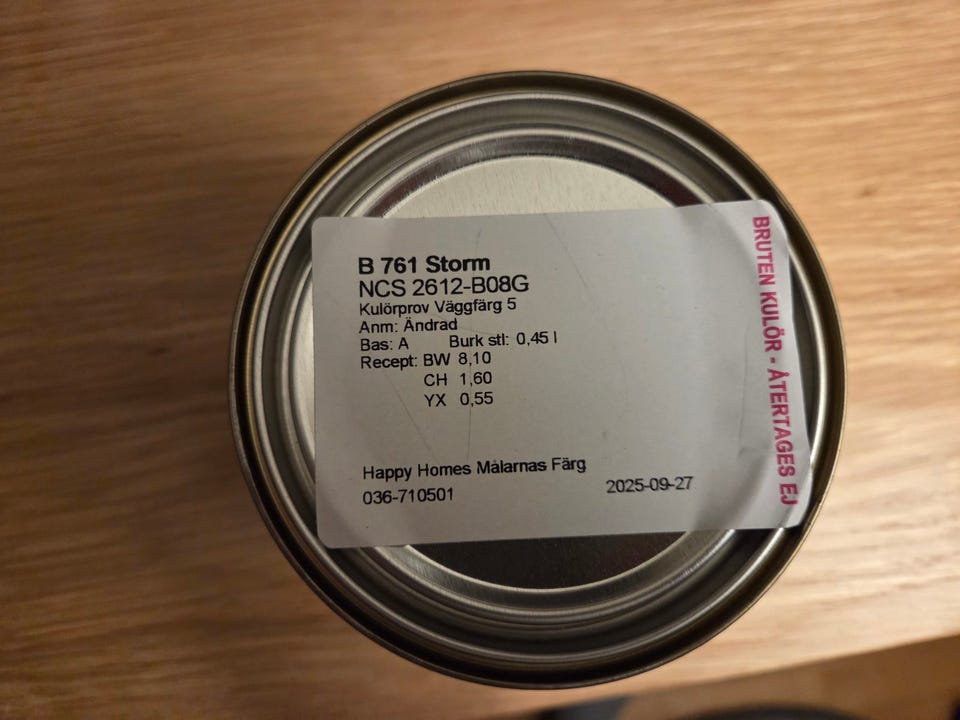 B 761 Storm
NCS 2612-B08G
Kulörprov Väggfärg 5
Anm: Ändrad
Bas: A Burk stl: 0,45 l
Recept: BW 8,10
CH 1,60
YX 0,55
Happy Homes Målarnas Färg
036-710501 2025-09-27
BRUTEN KULÖR - ÅTERTAGES EJ